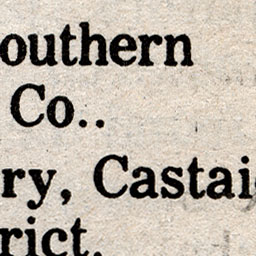 outhern
Co..
ry, Castai
rict.